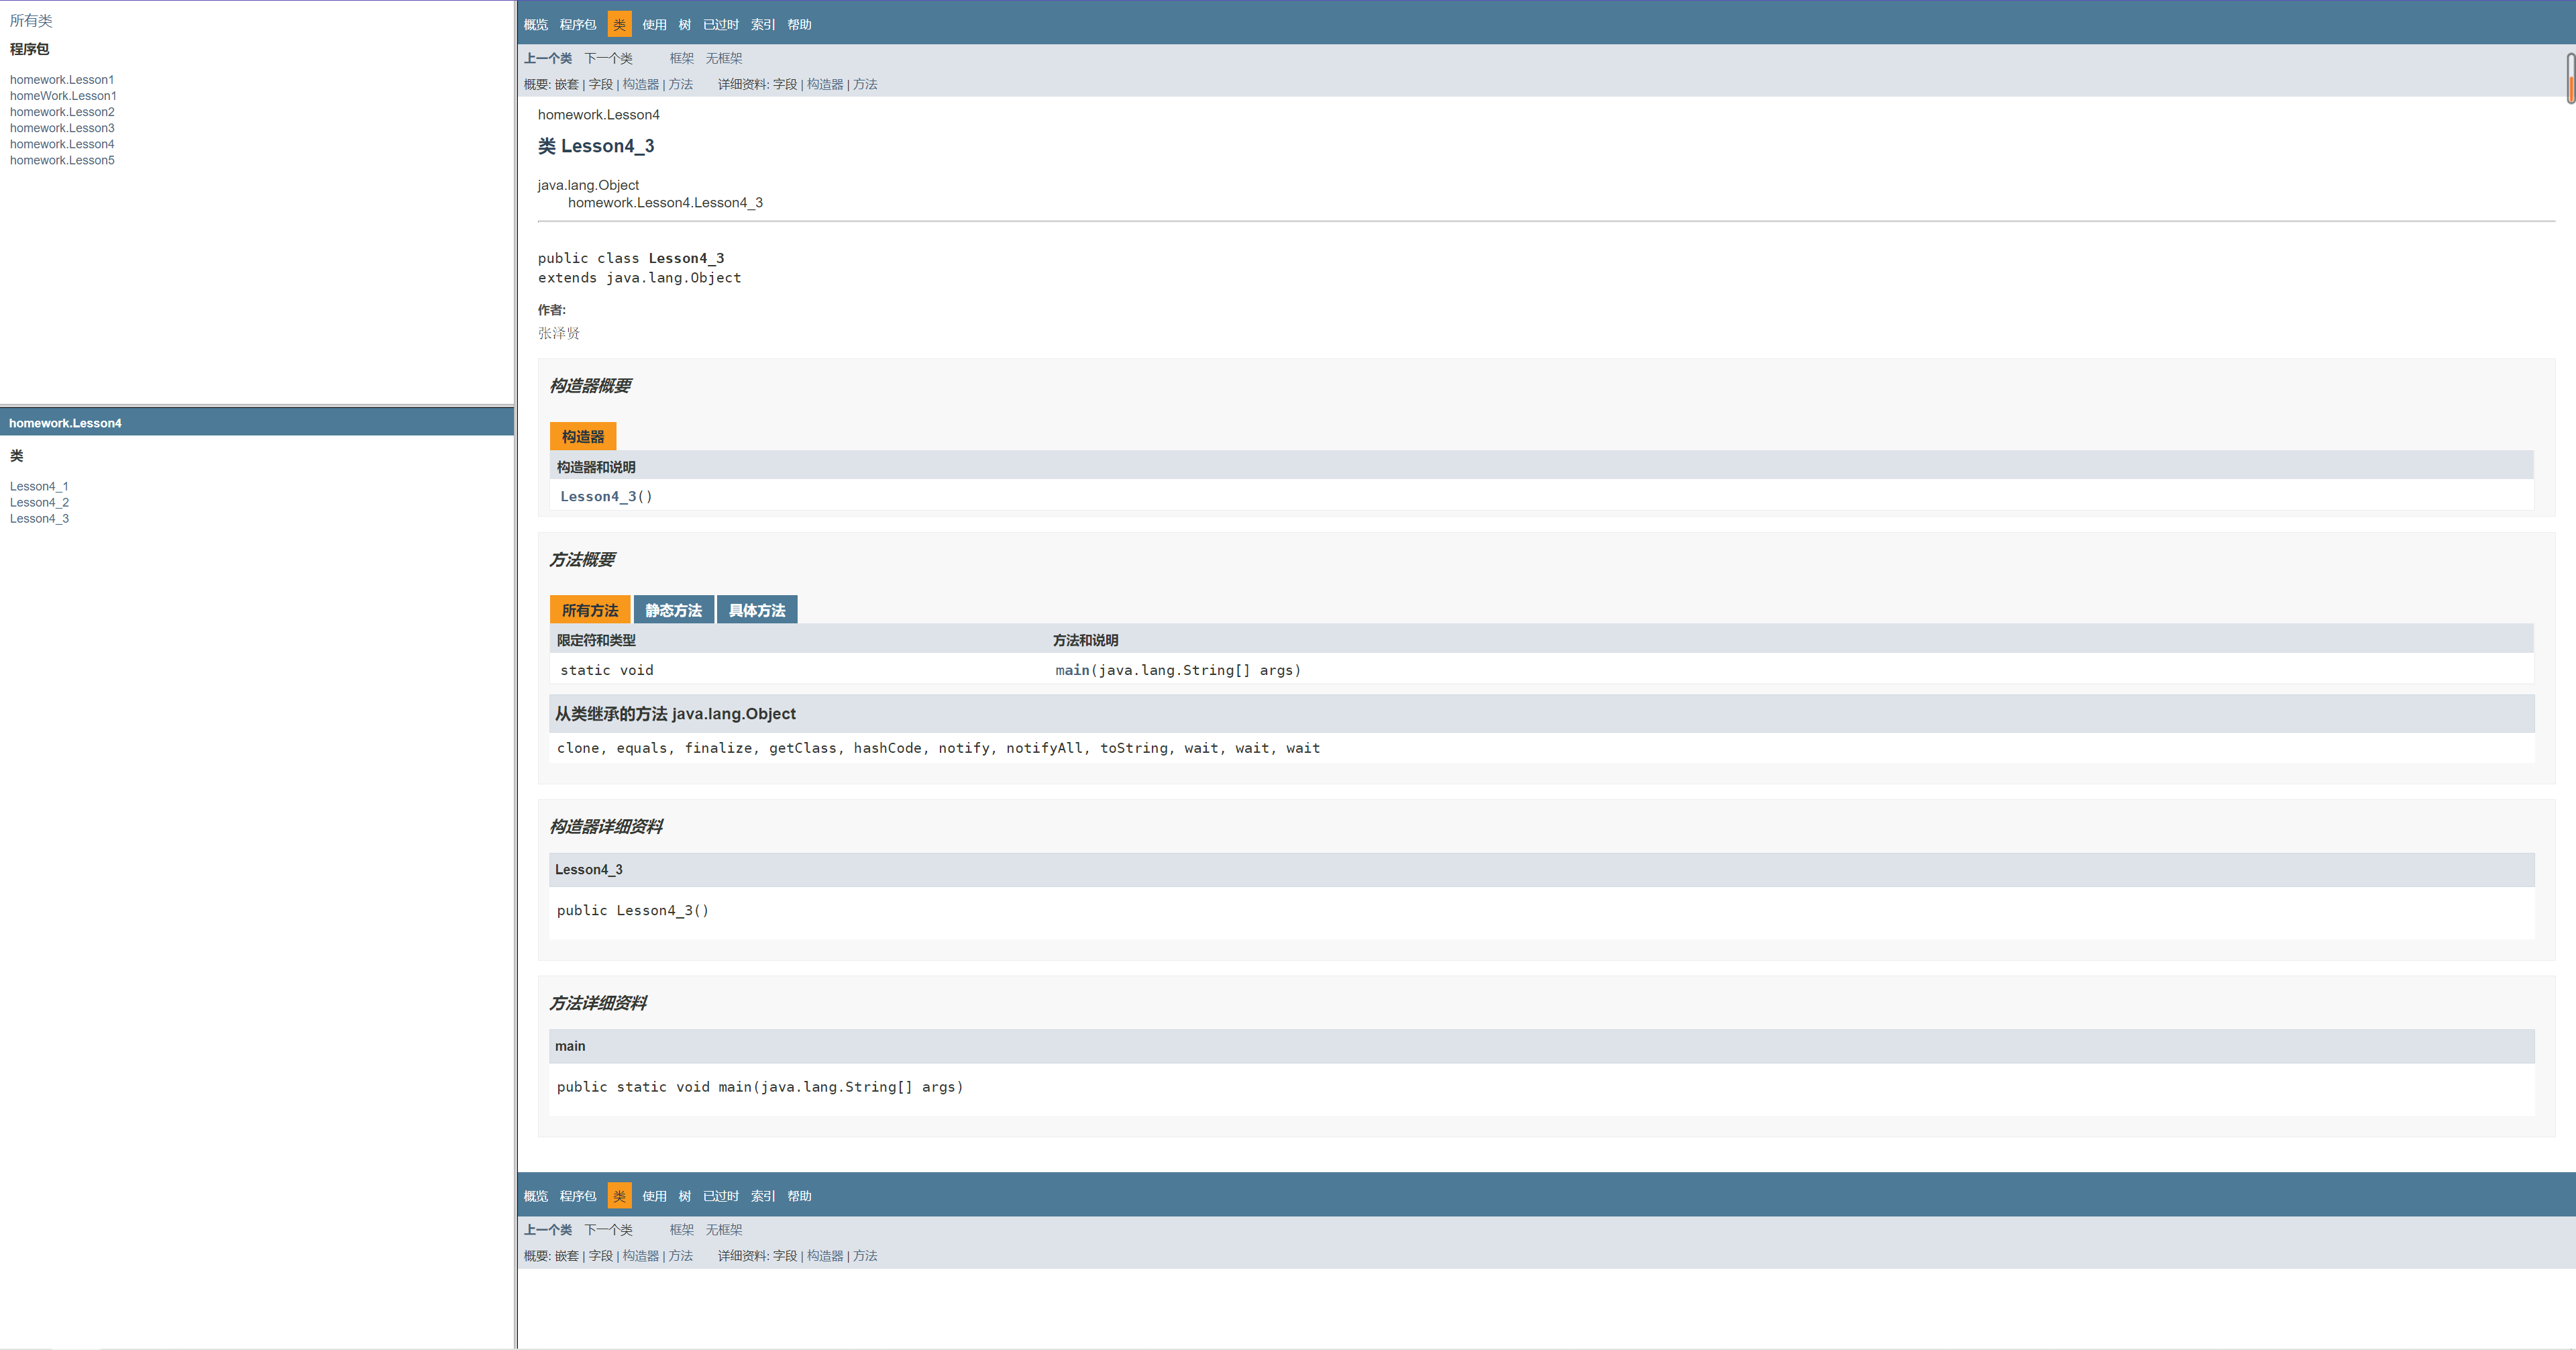 所有类
程序包
homework.Lesson1
homeWork.Lesson1
homework.Lesson2
homework.Lesson3
homework.Lesson4
homework.Lesson5
homework.Lesson4
类
Lesson4_1
Lesson4_2
Lesson4_3
概览 程序包 类 使用 树 已过时 索引 帮助
上一个类 下一个类 框架 无框架
概要: 嵌套 | 字段 | 构造器 | 方法 详细资料: 字段 | 构造器 | 方法
homework.Lesson4
类 Lesson4_3
java.lang.Object
homework.Lesson4.Lesson4_3
public class Lesson4_3
extends java.lang.Object
作者:
张泽贤
构造器概要
构造器
构造器和说明
Lesson4_3()
方法概要
所有方法 静态方法 具体方法
限定符和类型 方法和说明
static void main(java.lang.String[] args)
从类继承的方法 java.lang.Object
clone, equals, finalize, getClass, hashCode, notify, notifyAll, toString, wait, wait, wait
构造器详细资料
Lesson4_3
public Lesson4_3()
方法详细资料
main
public static void main(java.lang.String[] args)
概览 程序包 类 使用 树 已过时 索引 帮助
上一个类 下一个类 框架 无框架
概要: 嵌套 | 字段 | 构造器 | 方法 详细资料: 字段 | 构造器 | 方法